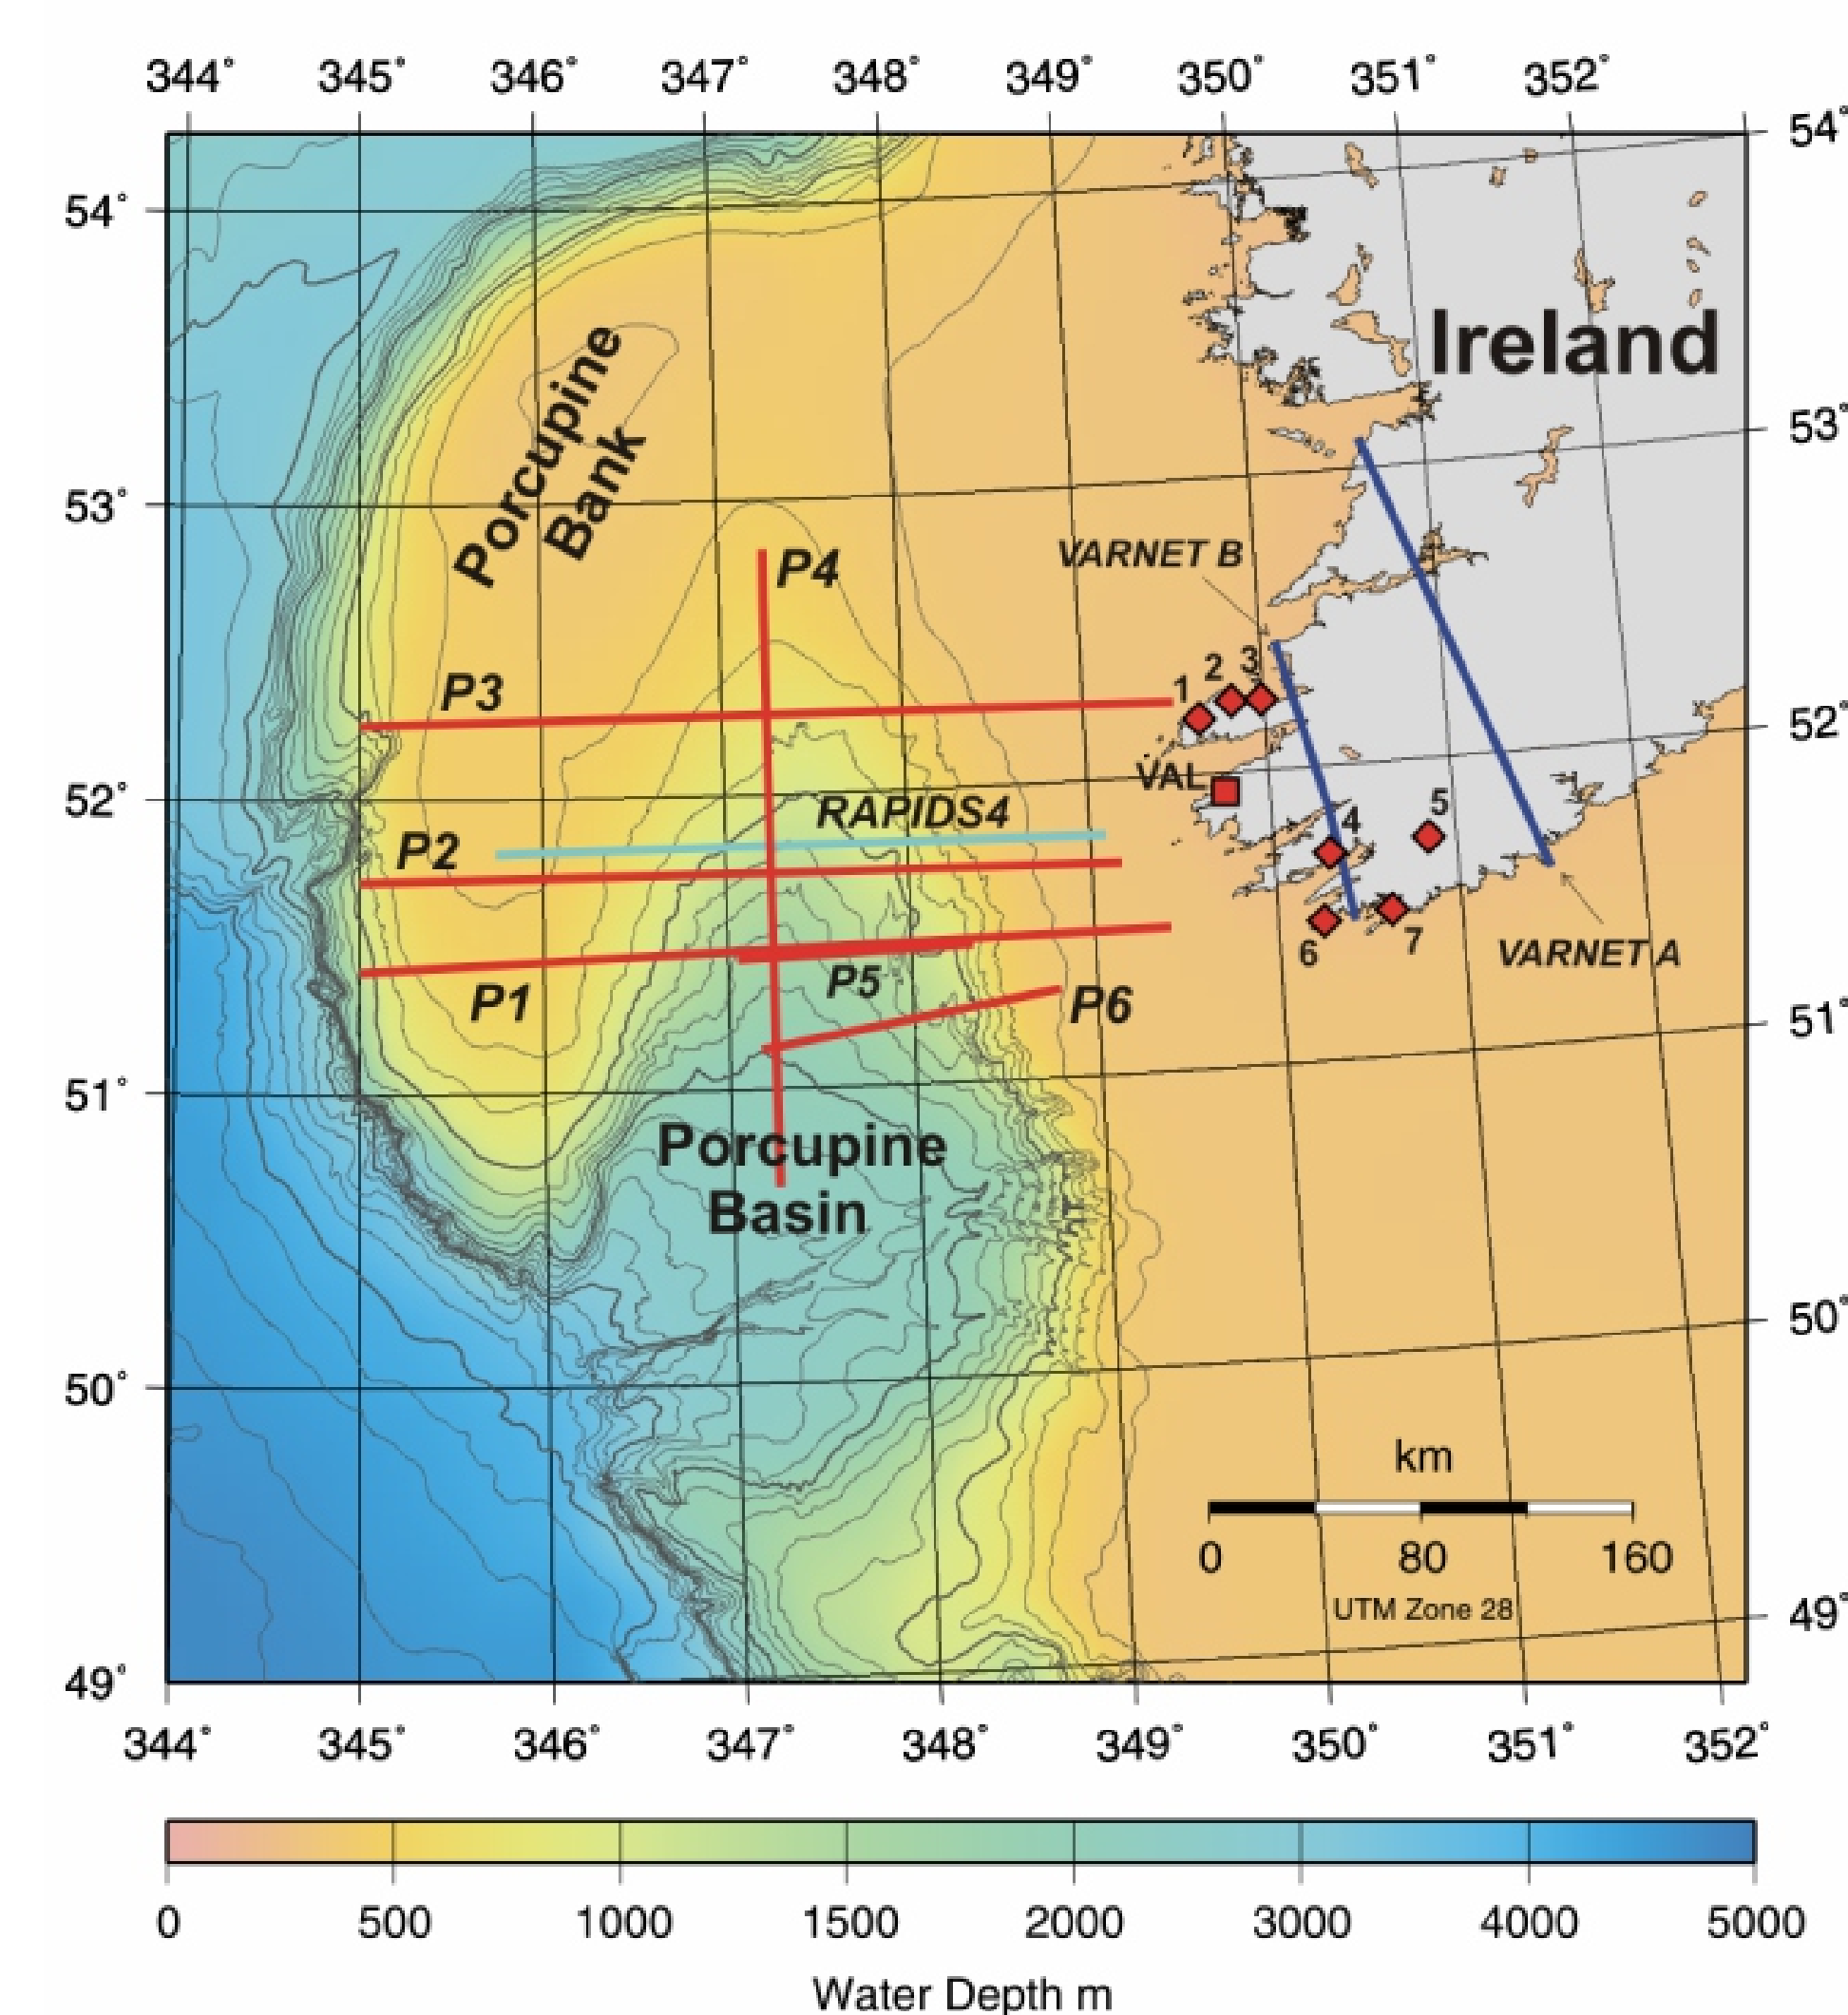 344° 345° 346° 347° 348° 349° 350° 351° 352°
54°
54°
Ireland
Porcupine
Bank
53°
53°
P4
VARNET B
P3
1 2 3
52°
VAL
52°
RAPIDS4
P2
4 5
P5
P1
P6
6 7
VARNET A
51°
51°
Porcupine
Basin
50°
50°
km
0 80 160
UTM Zone 28
49°
49°
344° 345° 346° 347° 348° 349° 350° 351° 352°
0 500 1000 1500 2000 3000 4000 5000
Water Depth m